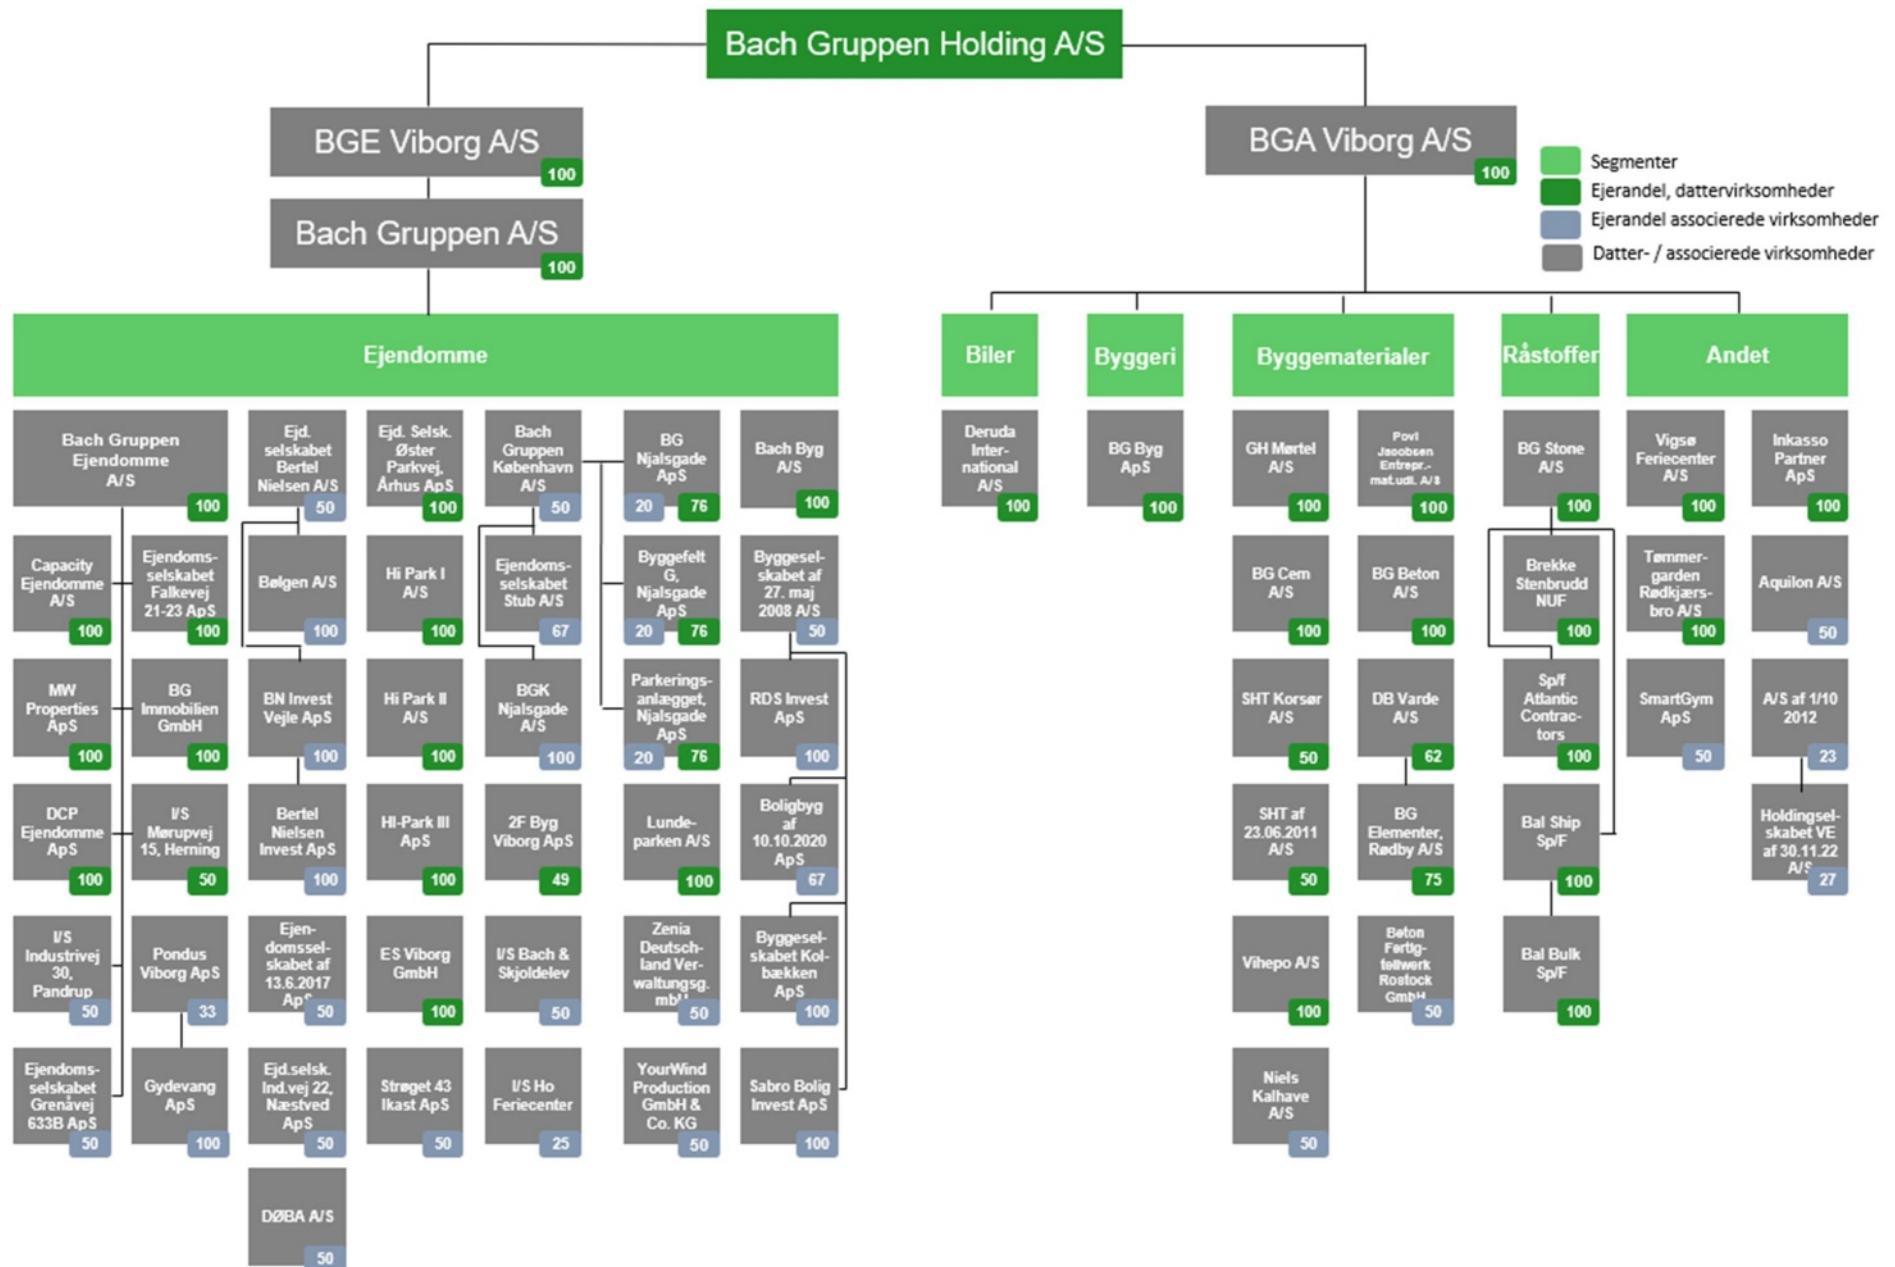 Bach Gruppen Holding A/S
BGE Viborg A/S
100
Bach Gruppen A/S
100
BGA Viborg A/S
100
Segmenter
Ejerandel, dattervirksomheder
Ejerandel associerede virksomheder
Datter- / associerede virksomheder
Ejendomme
Biler
Byggeri
Byggematerialer
Råstoffer
Andet
Bach Gruppen
Ejendomme
A/S
100
Ejd.
selskabet
Bertel
Nielsen A/S
50
Ejd. Selsk.
Øster
Parkvej,
Århus ApS
100
Bach
Gruppen
København
A/S
50
BG
Njalsgade
ApS
20
76
Bach Byg
A/S
100
Deruda
Inter-
national
A/S
100
BG Byg
ApS
100
GH Mørtel
A/S
100
Povl
Jacobsen
Entrepr.-
mat.udl. A/S
100
BG Stone
A/S
100
Vigsø
Feriecenter
A/S
100
Inkasso
Partner
ApS
100
Capacity
Ejendomme
A/S
100
Ejendoms-
selskabet
Falkevej
21-23 ApS
100
Bølgen A/S
100
Hi Park I
A/S
100
Ejendoms-
selskabet
Stub A/S
67
Byggefelt
G,
Njalsgade
ApS
20
76
Byggesel-
skabet af
27. maj
2008 A/S
50
BG Cem
A/S
100
BG Beton
A/S
100
Brekke
Stenbrudd
NUF
100
Tømmer-
garden
Rødkjærs-
bro A/S
100
Aquilon A/S
50
MW
Properties
ApS
100
BG
Immobilien
GmbH
100
BN Invest
Vejle ApS
100
Hi Park II
A/S
100
BGK
Njalsgade
A/S
100
Parkerings-
anlægget,
Njalsgade
ApS
20
76
RDS Invest
ApS
100
SHT Korsør
A/S
50
DB Varde
A/S
62
Sp/f
Atlantic
Contrac-
tors
100
SmartGym
ApS
50
A/S af 1/10
2012
23
DCP
Ejendomme
ApS
100
I/S
Mørupvej
15, Herning
50
Bertel
Nielsen
Invest ApS
100
HI-Park III
ApS
100
2F Byg
Viborg ApS
49
Lunde-
parken A/S
100
Boligbyg
af
10.10.2020
ApS
67
SHT af
23.06.2011
A/S
50
BG
Elementer,
Rødby A/S
75
Bal Ship
Sp/F
100
Holdingsel-
skabet VE
af 30.11.22
A/S
27
I/S
Industrivej
30,
Pandrup
50
Pondus
Viborg ApS
33
Ejen-
domssel-
skabet af
13.6.2017
ApS
50
ES Viborg
GmbH
100
I/S Bach &
Skjoldelev
50
Zenia
Deutsch-
land Ver-
waltungsg.
mbH
50
Byggesel-
skabet Kol-
bækken
ApS
100
Vihepo A/S
100
Beton
Fertig-
teilwerk
Rostock
GmbH
50
Bal Bulk
Sp/F
100
Ejendoms-
selskabet
Grenåvej
633B ApS
50
Gydevang
ApS
100
Ejd.selsk.
Ind.vej 22,
Næstved
ApS
50
Strøget 43
Ikast ApS
50
I/S Ho
Feriecenter
25
YourWind
Production
GmbH &
Co. KG
50
Sabro Bolig
Invest ApS
100
Niels
Kalhave
A/S
50
DØBA A/S
50